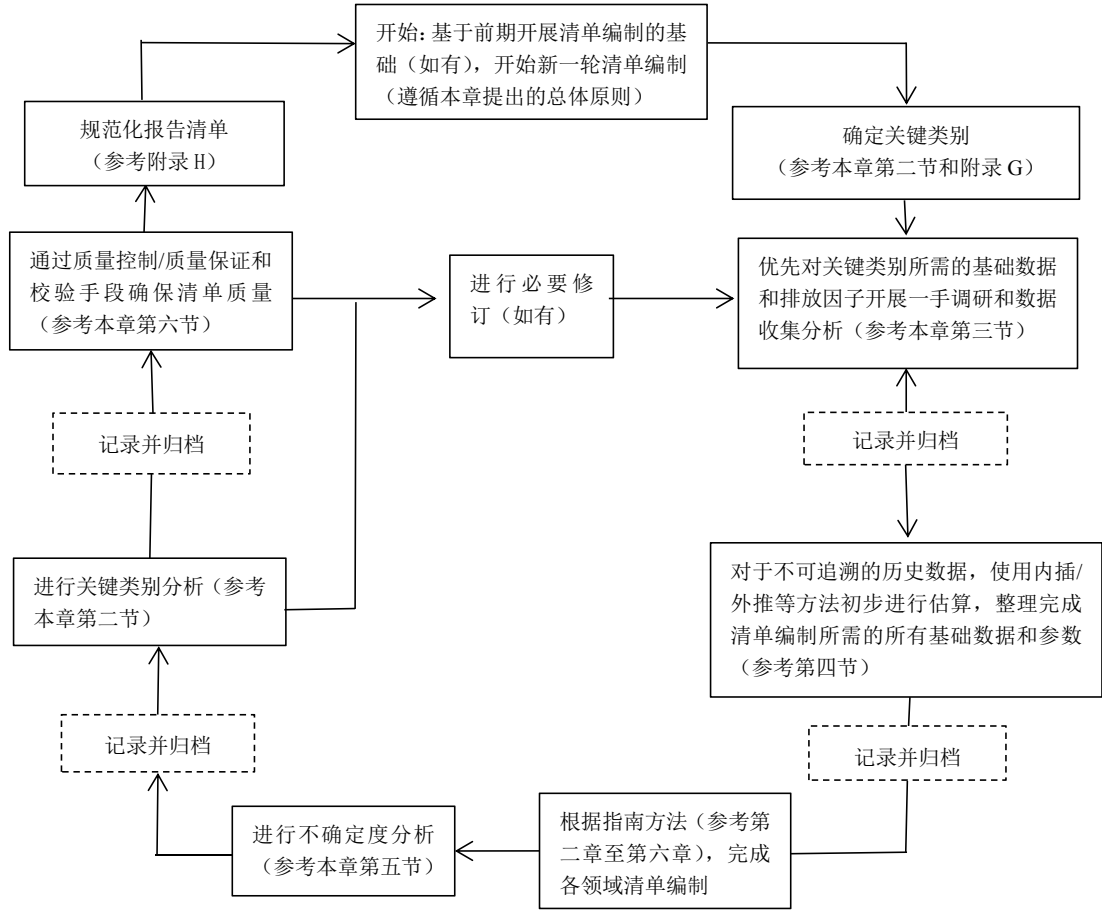 开始：基于前期开展清单编制的基
础（如有），开始新一轮清单编制
（遵循本章提出的总体原则）
规范化报告清单
（参考附录 H）
确定关键类别
（参考本章第二节和附录 G）
通过质量控制/质量保证和
校验手段确保清单质量
（参考本章第六节）
进行必要修
订（如有）
优先对关键类别所需的基础数据
和排放因子开展一手调研和数据
收集分析（参考本章第三节）
记录并归档
记录并归档
进行关键类别分析（参考
本章第二节）
对于不可追溯的历史数据，使用内插/
外推等方法初步进行估算，整理完成
清单编制所需的所有基础数据和参数
（参考第四节）
记录并归档
记录并归档
进行不确定度分析
（参考本章第五节）
根据指南方法（参考第
二章至第六章），完成
各领域清单编制